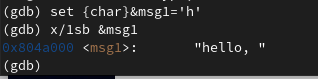 (gdb) set {char}&msg1='h'
(gdb) x/1sb &msg1
0x804a000 <msg1>:       "hello, "
(gdb)